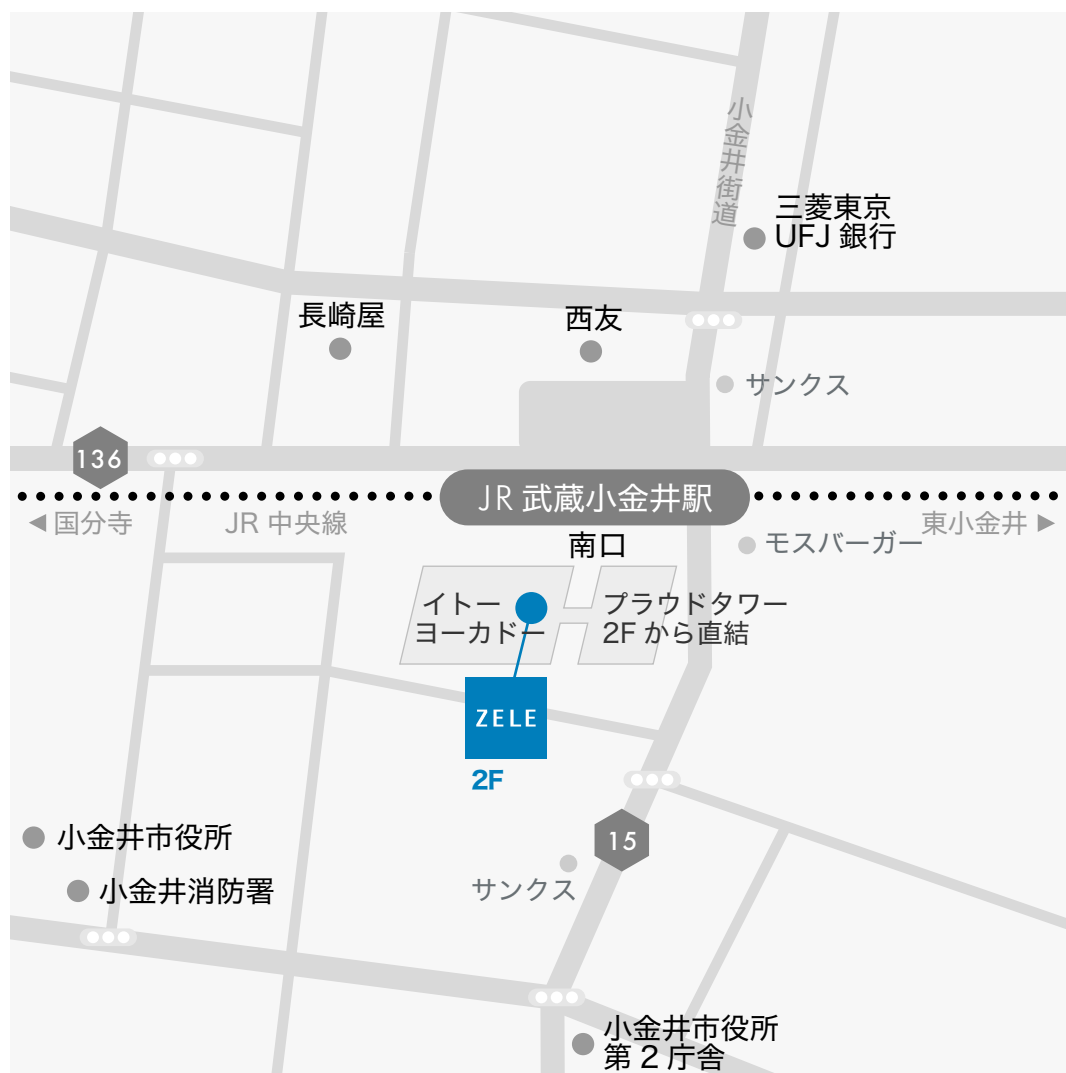 小金井街道
三菱東京
UFJ 銀行
長崎屋
西友
サンクス
136
JR 武蔵小金井駅
国分寺
JR 中央線
東小金井
モスバーガー
南口
イトー
ヨーカドー
プラウドタワー
2F から直結
ZELE
2F
小金井市役所
15
小金井消防署
サンクス
小金井市役所
第 2 庁舎